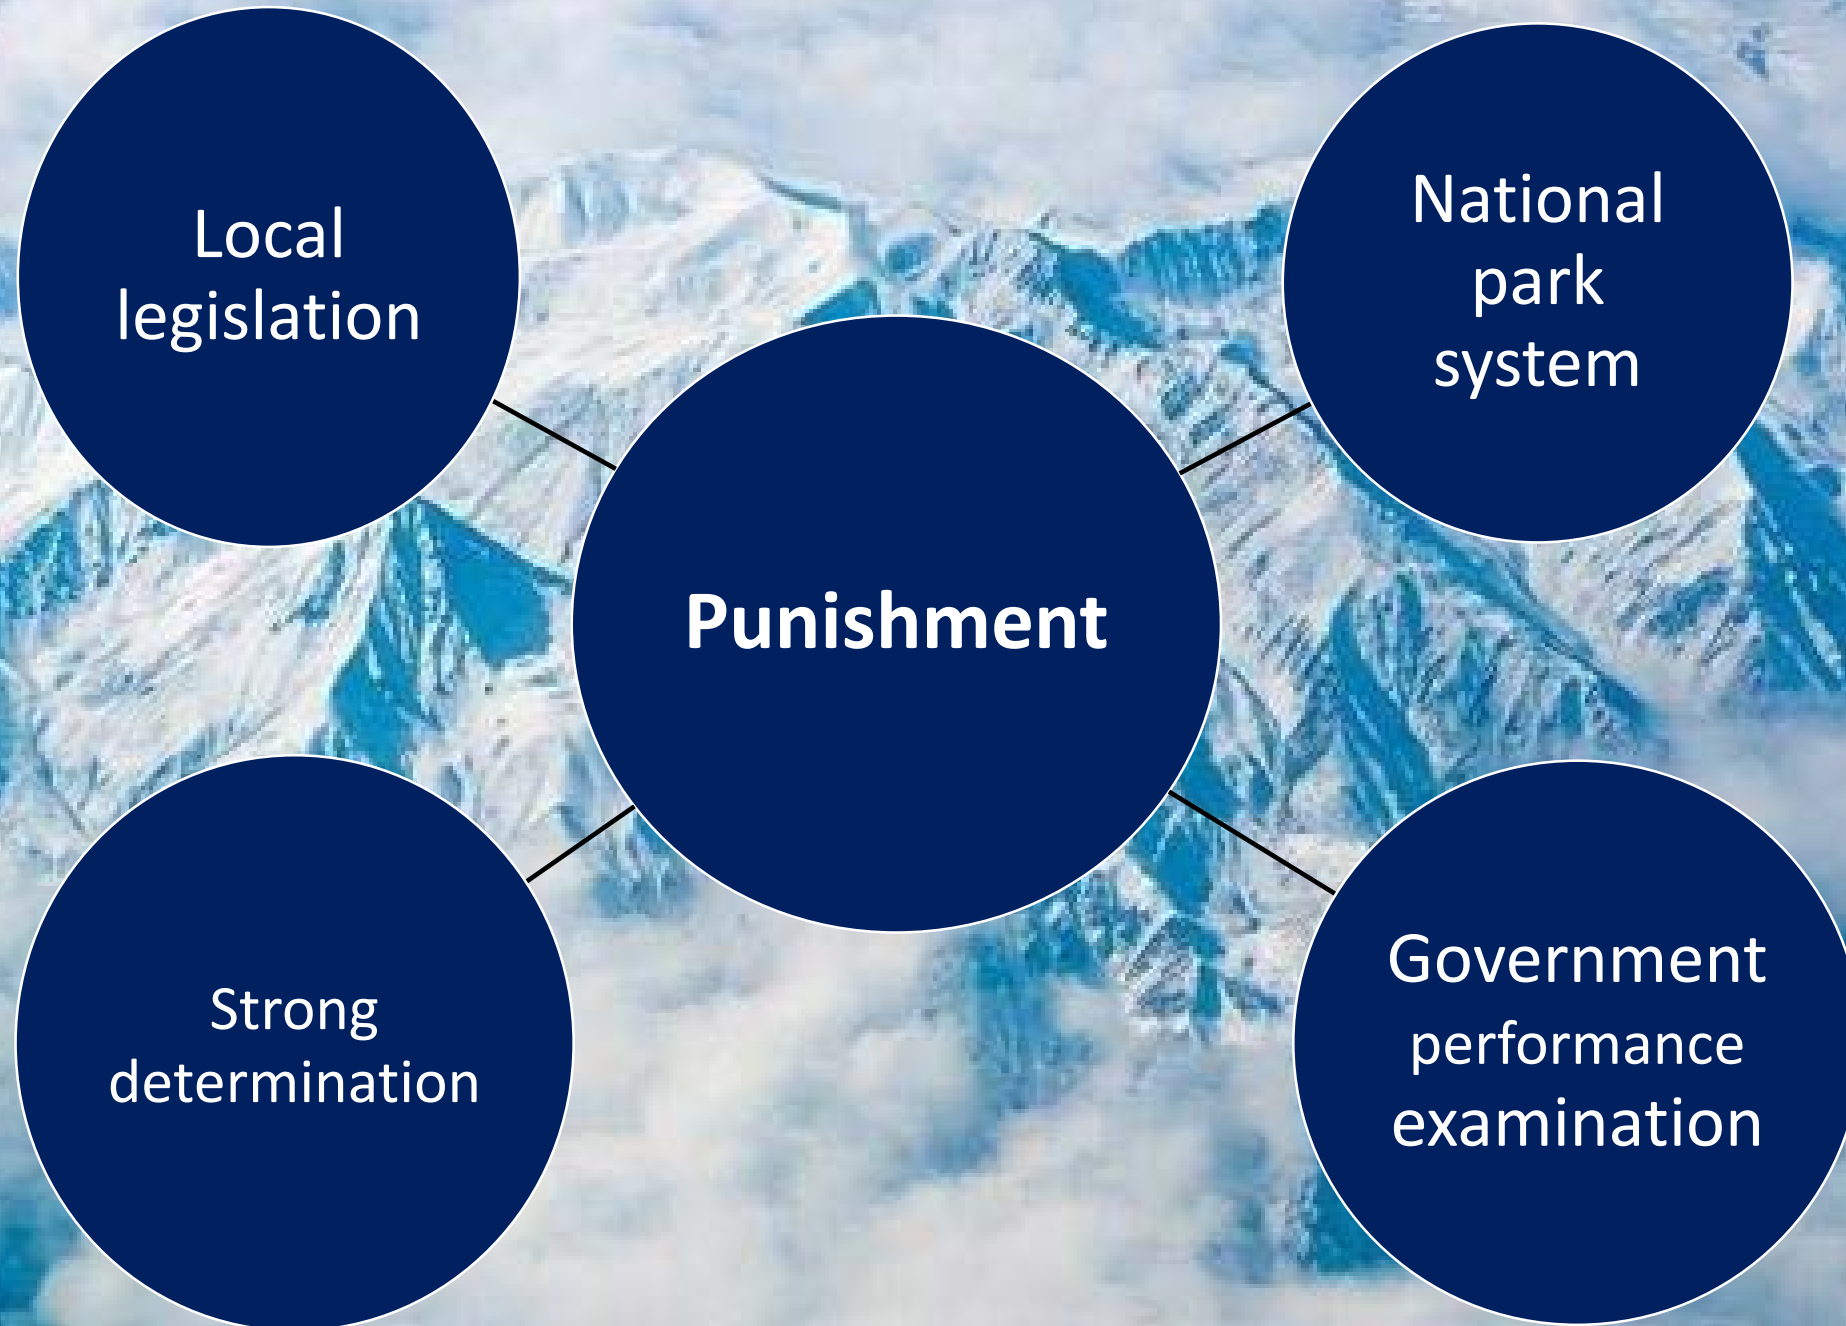 Local
legislation
National
park
system
Punishment
Strong
determination
Government
performance
examination